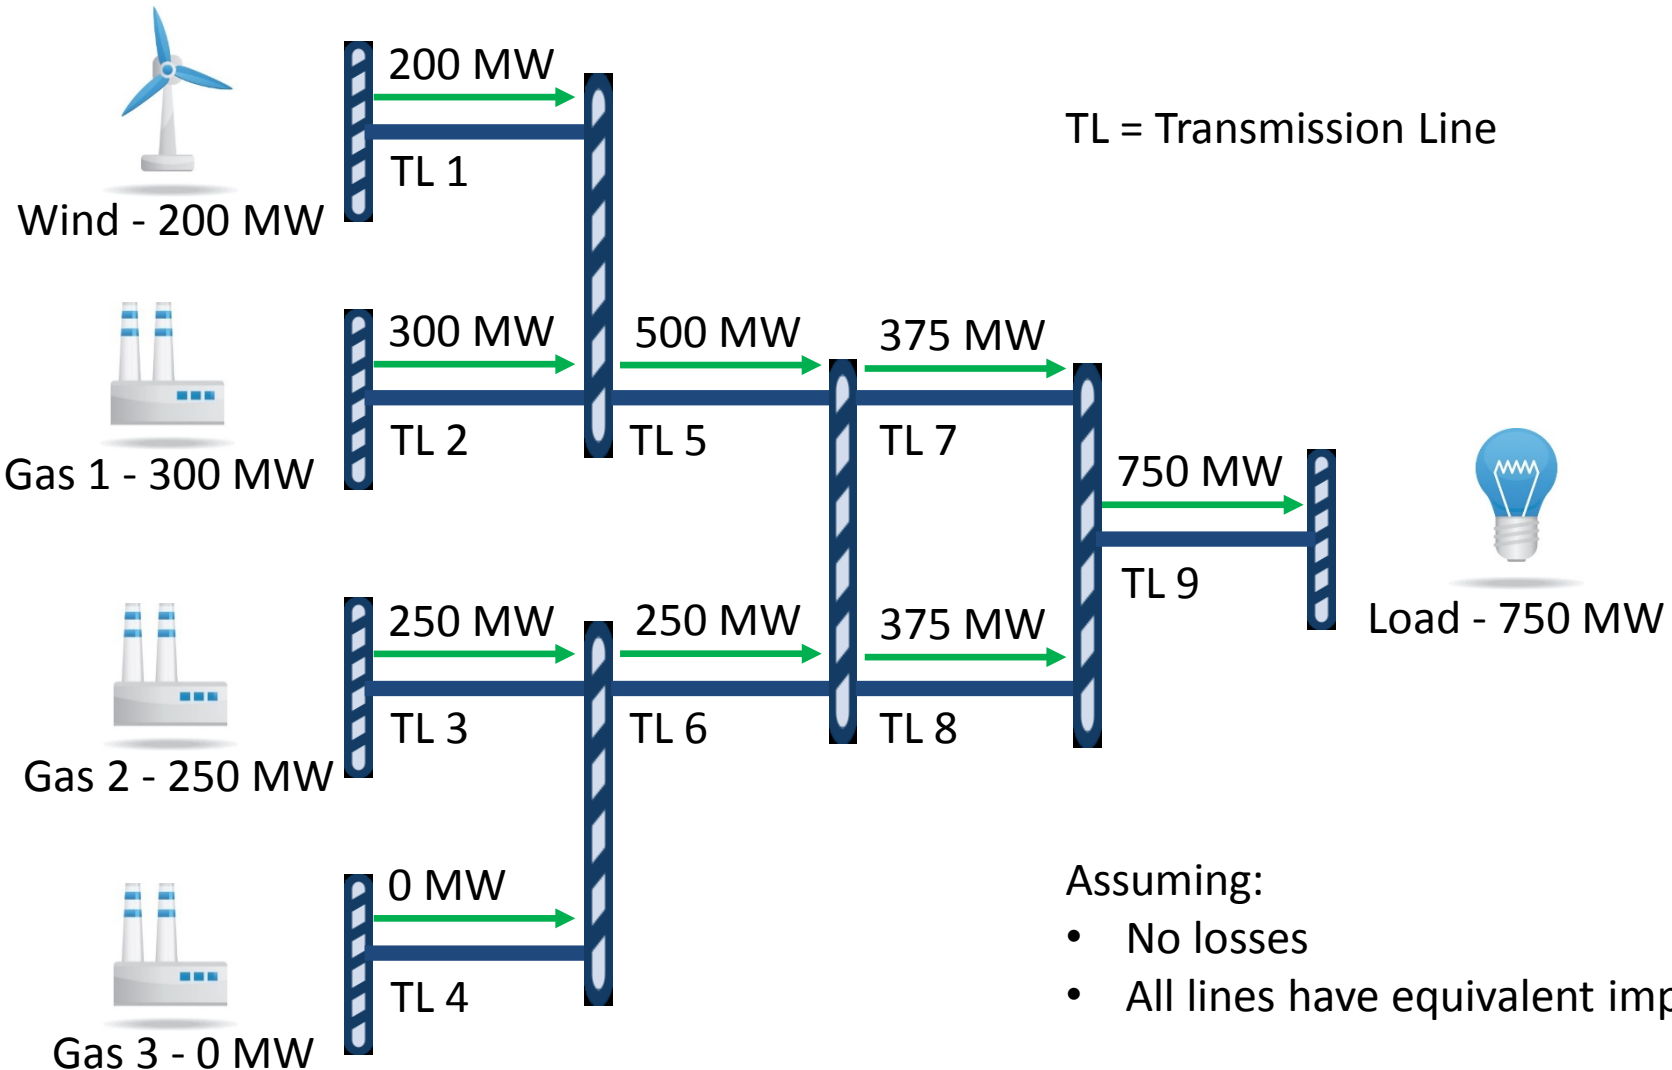 200 MW
TL = Transmission Line
TL 1
Wind - 200 MW
300 MW
500 MW
375 MW
TL 2
TL 5
TL 7
Gas 1 - 300 MW
750 MW
TL 9
Load - 750 MW
250 MW
250 MW
375 MW
TL 3
TL 6
TL 8
Gas 2 - 250 MW
0 MW
TL 4
Gas 3 - 0 MW
Assuming:
• No losses
• All lines have equivalent